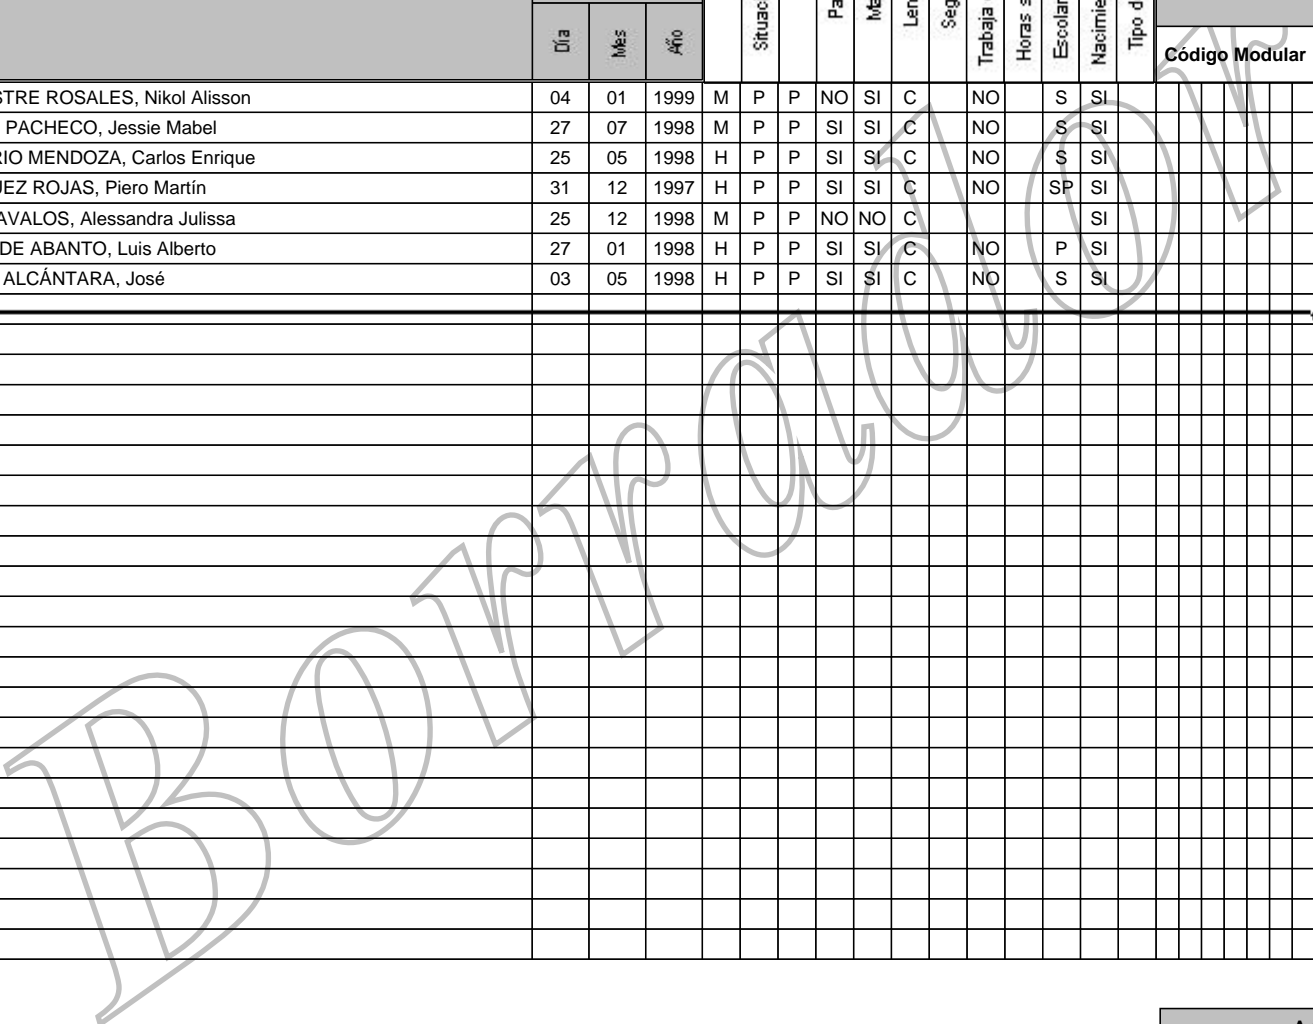 Día Mes Año Situac Pa Ma Len Seg Trabaja Horas s Escolar Nacimie Tipo d Código Modular
STRE ROSALES, Nikol Alisson 04 01 1999 M P P NO SI C NO S SI
PACHECO, Jessie Mabel 27 07 1998 M P P SI SI C NO S SI
RIO MENDOZA, Carlos Enrique 25 05 1998 H P P SI SI C NO S SI
UEZ ROJAS, Piero Martín 31 12 1997 H P P SI SI C NO SP SI
AVALOS, Alessandra Julissa 25 12 1998 M P P NO NO C SI
DE ABANTO, Luis Alberto 27 01 1998 H P P SI SI C NO P SI
ALCÁNTARA, José 03 05 1998 H P P SI SI C NO S SI
Borrador